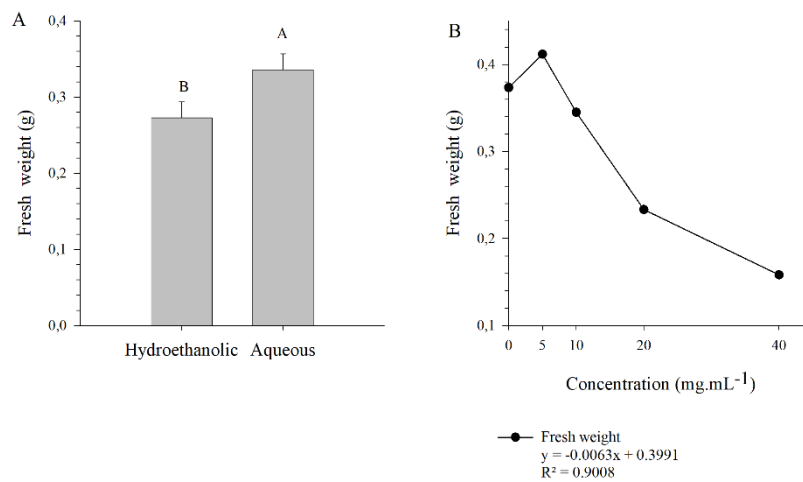 A
0,4
0,3
0,2
0,1
0,0
Fresh weight (g)
B
A
Hydroethanolic Aqueous
B
0,4
0,3
0,2
0,1
Fresh weight (g)
0 5 10 20 40
Concentration (mg.mL⁻¹)
Fresh weight
y = -0.0063x + 0.3991
R² = 0.9008